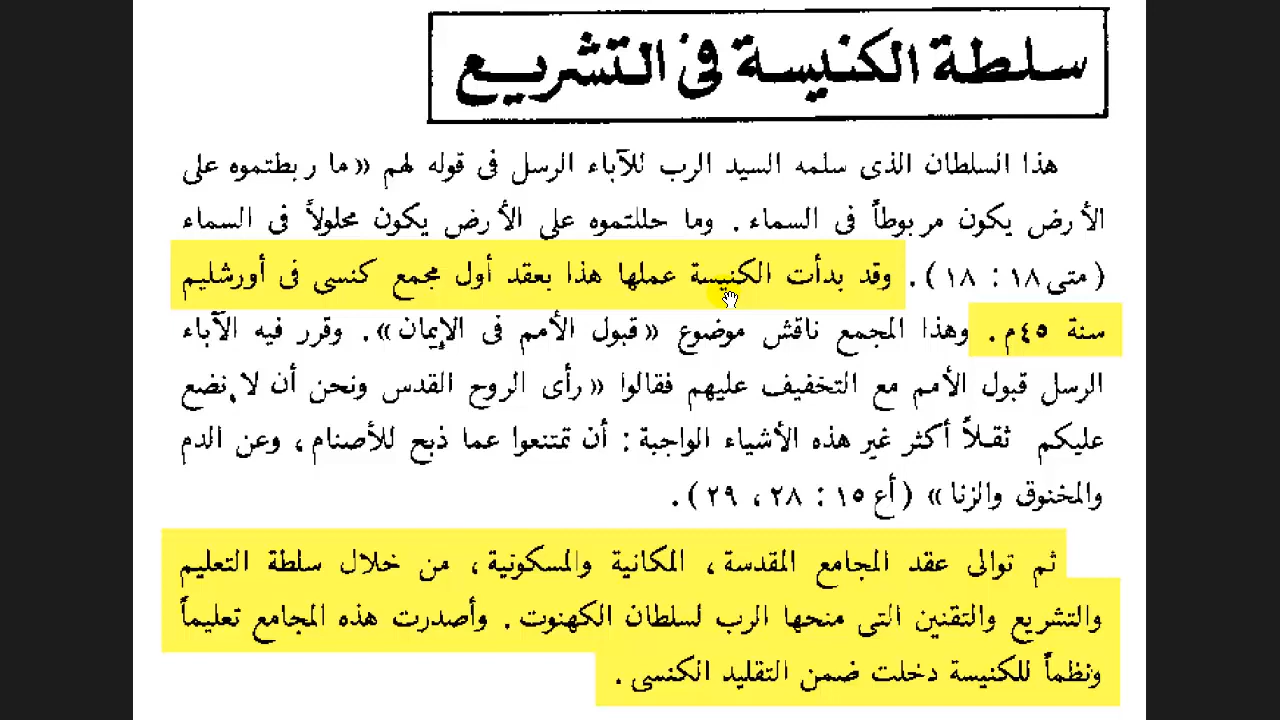 سلطة الكنيسة فى التشريع
هذا السلطان الذى سلمه السيد الرب للآباء الرسل فى قوله لهم «ما ربطتموه على
الأرض يكون مربوطاً فى السماء. وما حللتموه على الأرض يكون محلولاً فى السماء
(متى١٨ : ١٨). وقد بدأت الكنيسة عملها هذا بعقد أول مجمع كنسى فى أورشليم
سنة ٤٥م. وهذا المجمع ناقش موضوع «قبول الأمم فى الإيمان». وقرر فيه الآباء
الرسل قبول الأمم مع التخفيف عليهم فقالوا «رأى الروح القدس ونحن أن لا نضع
عليكم ثقلاً أكثر غير هذه الأشياء الواجبة: أن تمتنعوا عما ذبح للأصنام، وعن الدم
والمخنوق والزنا» (أع١٥ : ٢٨، ٢٩).
ثم توالى عقد المجامع المقدسة، المكانية والمسكونية، من خلال سلطة التعليم
والتشريع والتقنين التى منحها الرب لسلطان الكهنوت. وأصدرت هذه المجامع تعليماً
ونظماً للكنيسة دخلت ضمن التقليد الكنسى.